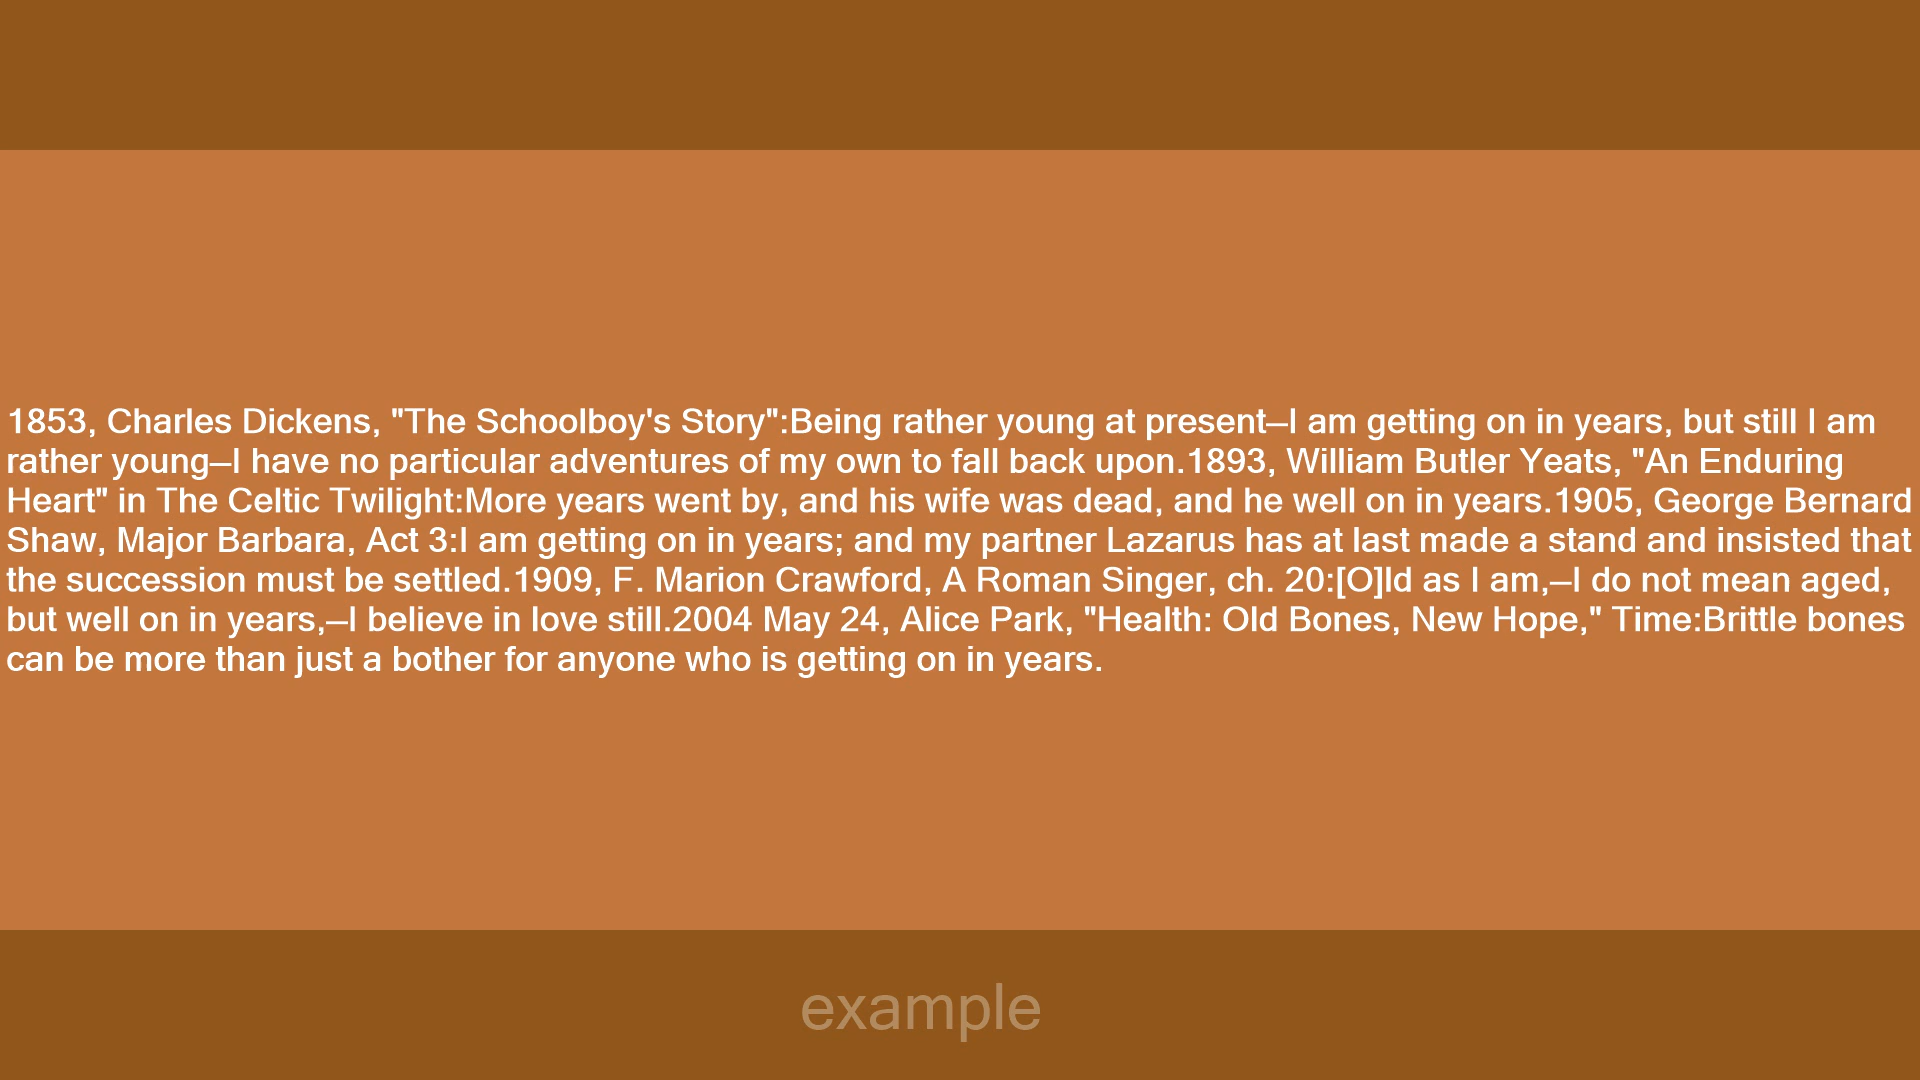 1853, Charles Dickens, "The Schoolboy's Story":Being rather young at present—I am getting on in years, but still I am
rather young—I have no particular adventures of my own to fall back upon.1893, William Butler Yeats, "An Enduring
Heart" in The Celtic Twilight:More years went by, and his wife was dead, and he well on in years.1905, George Bernard
Shaw, Major Barbara, Act 3:I am getting on in years; and my partner Lazarus has at last made a stand and insisted that
the succession must be settled.1909, F. Marion Crawford, A Roman Singer, ch. 20:[O]ld as I am,—I do not mean aged,
but well on in years,—I believe in love still.2004 May 24, Alice Park, "Health: Old Bones, New Hope," Time:Brittle bones
can be more than just a bother for anyone who is getting on in years.
example